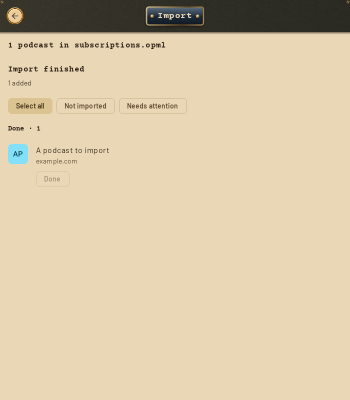 Import
1 podcast in subscriptions.opml
Import finished
1 added
Select all
Not imported
Needs attention
Done · 1
AP
A podcast to import
example.com
Done